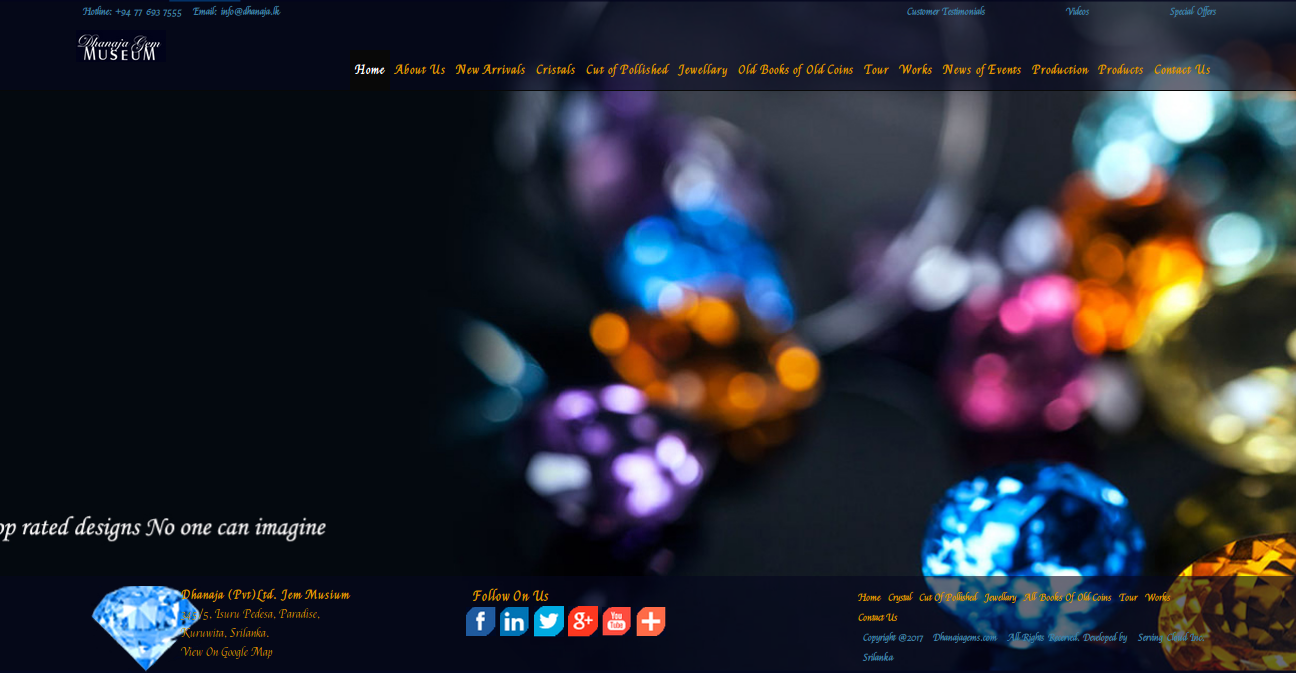 Hotline: +94 77 693 7555 Email: info@dhanaja.lk
Customer Testimonials Videos Special Offers
Dhanaja Gem
MUSEUM
Home About Us New Arrivals Cristals Cut of Pollished Jewellary Old Books of Old Coins Tour Works News of Events Production Products Contact Us
op rated designs No one can imagine
Dhanaja (Pvt)Ltd. Jem Musium
/5, Isuru Pedesa, Paradise,
Kuruwita, Srilanka.
View On Google Map
Follow On Us
f in g+ You Tube +
Home Crystal Cut Of Pollished Jewellary All Books Of Old Coins Tour Works
Contact Us
Copyright @2017 Dhanajagems.com All Rights Reserved. Developed by Serving Cloud Inc,
Srilanka